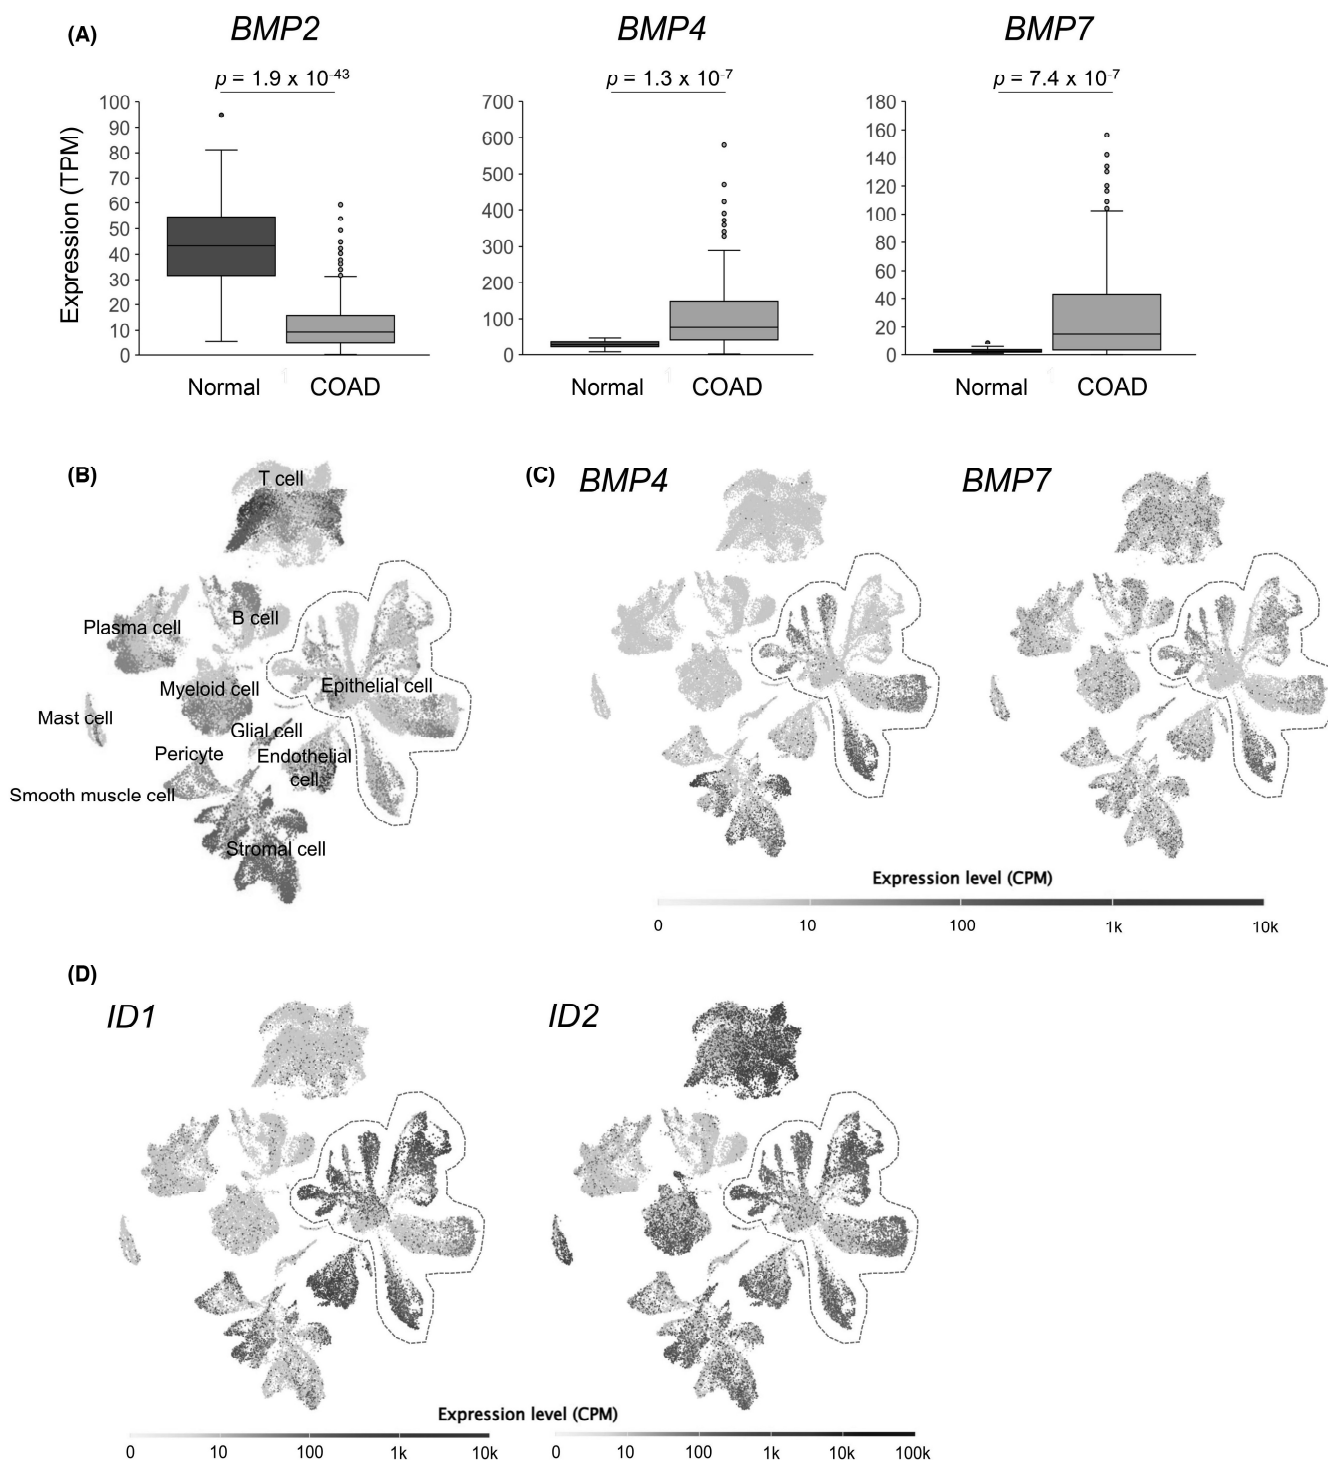 (A)
BMP2
BMP4
BMP7
p = 1.9 x 10-43
p = 1.3 x 10-7
p = 7.4 x 10-7
Expression (TPM)
100
90
80
70
60
50
40
30
20
10
0
700
600
500
400
300
200
100
0
180
160
140
120
100
80
60
40
20
0
Normal
COAD
Normal
COAD
Normal
COAD
(B)
T cell
Plasma cell
B cell
Myeloid cell
Epithelial cell
Mast cell
Glial cell
Pericyte
Endothelial
cell
Smooth muscle cell
Stromal cell
(C)
BMP4
BMP7
Expression level (CPM)
0
10
100
1k
10k
(D)
ID1
ID2
Expression level (CPM)
0
10
100
1k
10k
0
10
100
1k
10k
100k